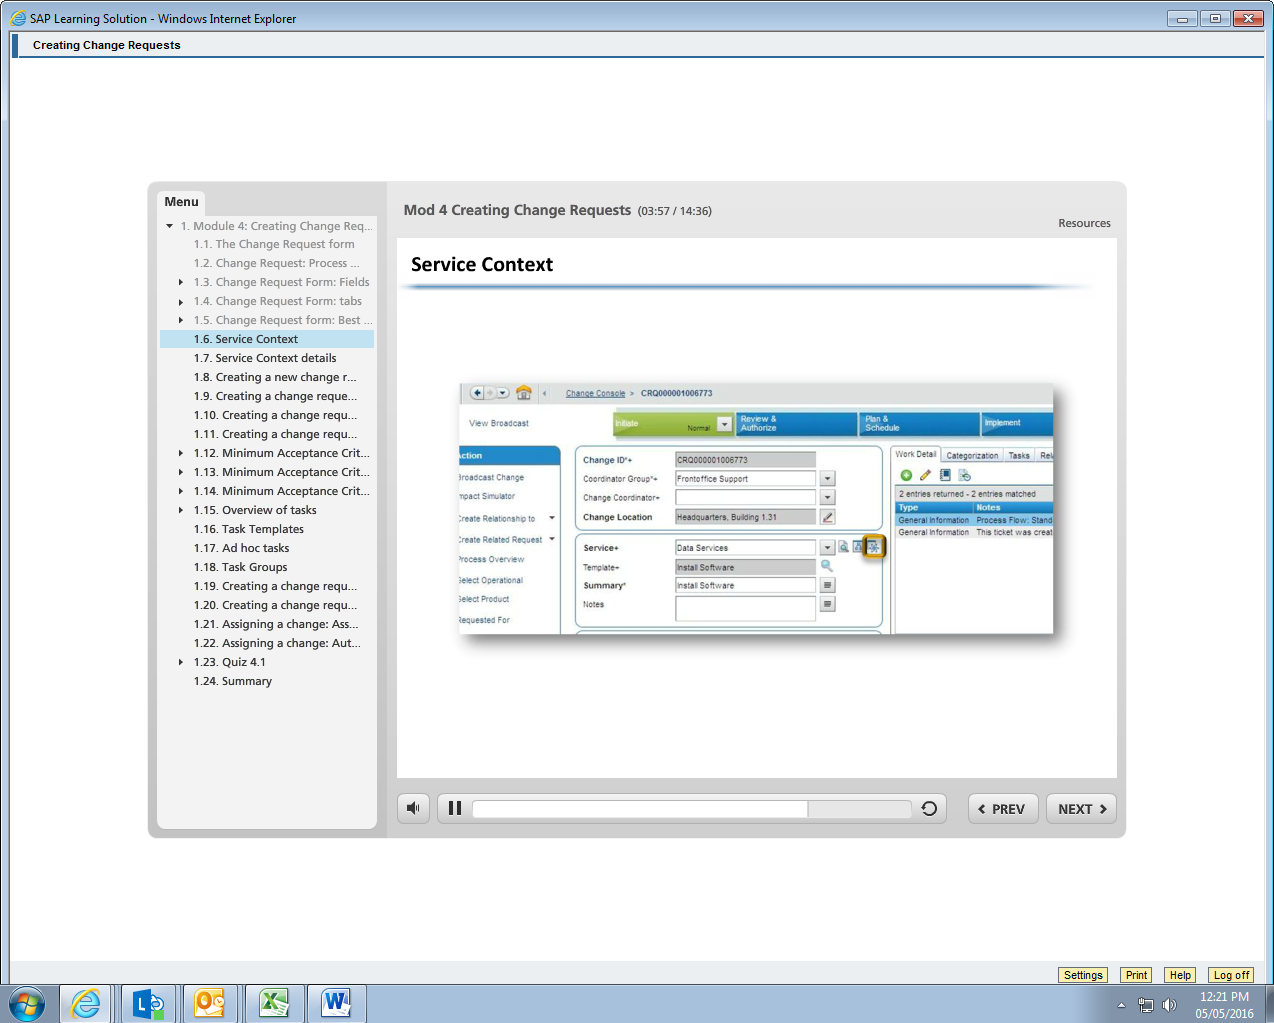 SAP Learning Solution - Windows Internet Explorer
Creating Change Requests
Menu
1. Module 4: Creating Change Req...
1.1. The Change Request form
1.2. Change Request: Process ...
1.3. Change Request Form: Fields
1.4. Change Request Form: tabs
1.5. Change Request form: Best ...
1.6. Service Context
1.7. Service Context details
1.8. Creating a new change r...
1.9. Creating a change reque...
1.10. Creating a change requ...
1.11. Creating a change requ...
1.12. Minimum Acceptance Crit...
1.13. Minimum Acceptance Crit...
1.14. Minimum Acceptance Crit...
1.15. Overview of tasks
1.16. Task Templates
1.17. Ad hoc tasks
1.18. Task Groups
1.19. Creating a change requ...
1.20. Creating a change requ...
1.21. Assigning a change: Ass...
1.22. Assigning a change: Aut...
1.23. Quiz 4.1
1.24. Summary
Mod 4 Creating Change Requests (03:57 / 14:36)
Resources
Service Context
Change Console > CRQ000001006773
View Broadcast
Initiate
Normal
Review &
Authorize
Plan &
Schedule
Implement
ction
Broadcast Change
mpact Simulator
Create Relationship to
Create Related Request
Process Overview
Select Operational
Select Product
Requested For
Change ID*+ CRQ000001006773
Coordinator Group*+ Frontoffice Support
Change Coordinator+
Change Location Headquarters, Building 1.31
Service+ Data Services
Template+ Install Software
Summary* Install Software
Notes
Work Detail Categorization Tasks Rel
2 entries returned - 2 entries matched
Type Notes
General Information Process Flow: Stand
General Information This ticket was creat
PREV
NEXT
Settings Print Help Log off
12:21 PM
05/05/2016